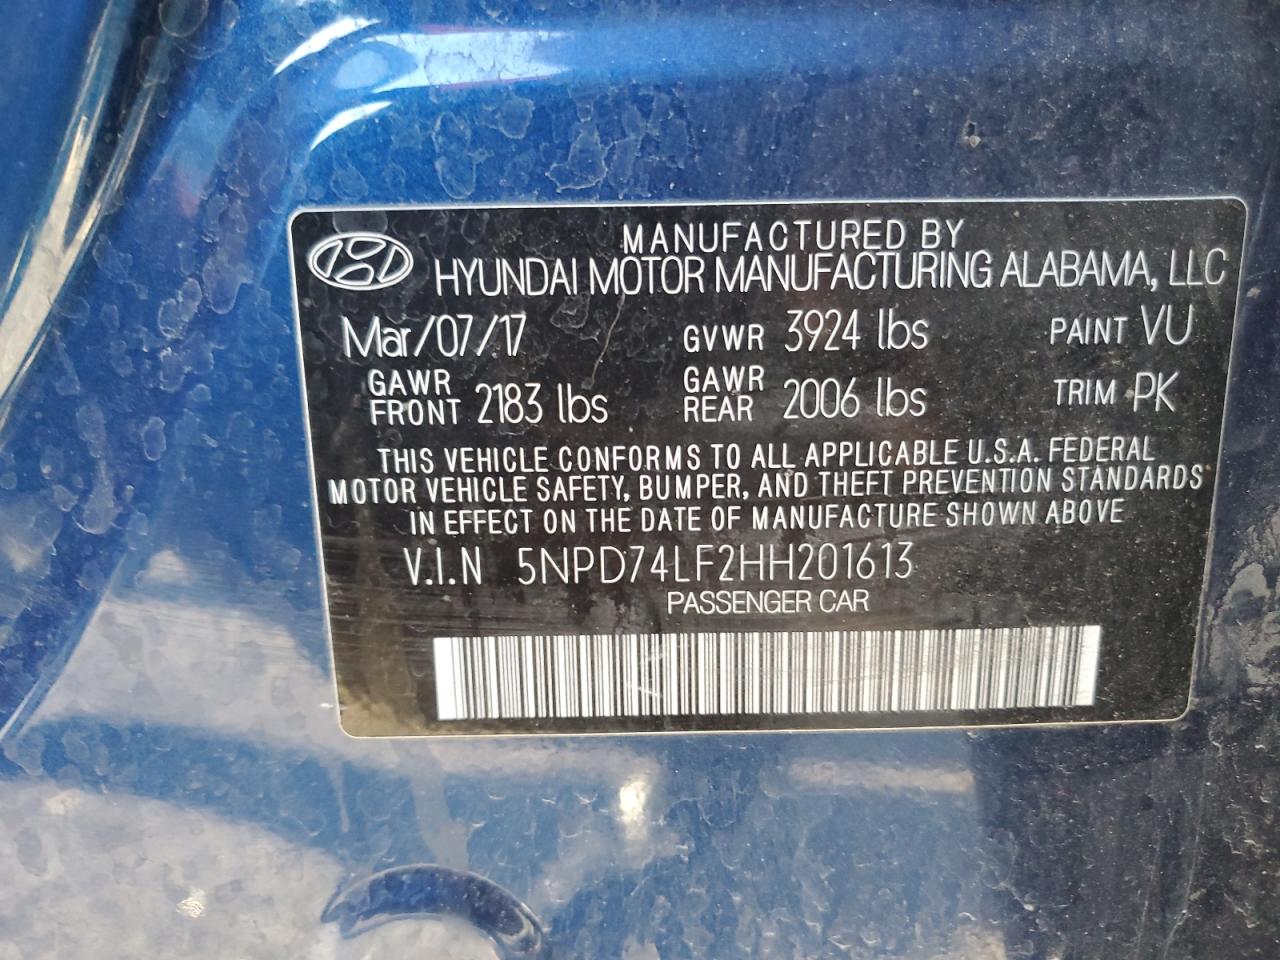 MANUFACTURED BY
HYUNDAI MOTOR MANUFACTURING ALABAMA, LLC
Mar/07/17 GVWR 3924 lbs PAINT VU
GAWR FRONT 2183 lbs GAWR REAR 2006 lbs TRIM PK
THIS VEHICLE CONFORMS TO ALL APPLICABLE U.S.A. FEDERAL
MOTOR VEHICLE SAFETY, BUMPER, AND THEFT PREVENTION STANDARDS
IN EFFECT ON THE DATE OF MANUFACTURE SHOWN ABOVE
V.I.N 5NPD74LF2HH201613
PASSENGER CAR